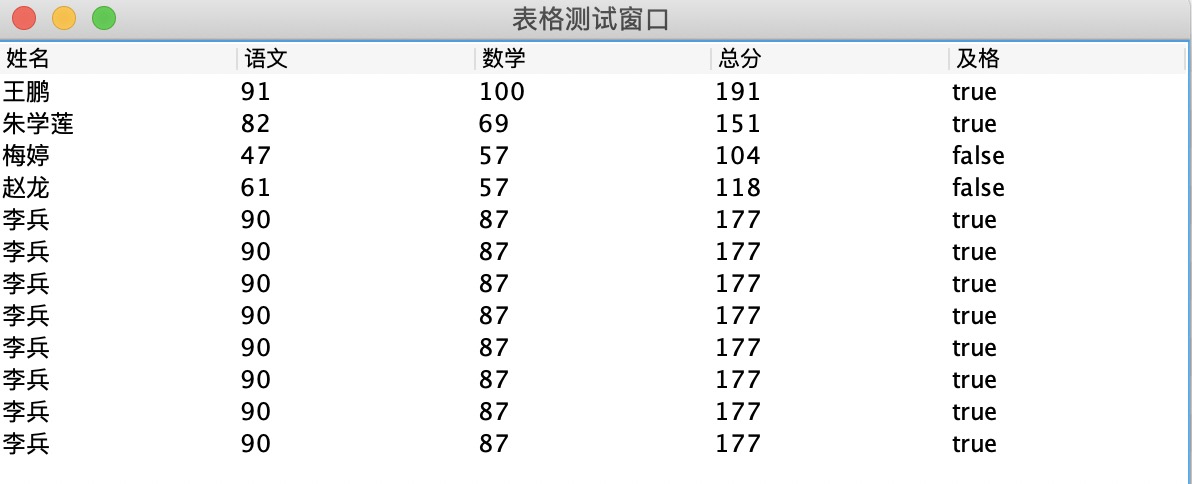 表格测试窗口
姓名 语文 数学 总分 及格
王鹏 91 100 191 true
朱学莲 82 69 151 true
梅婷 47 57 104 false
赵龙 61 57 118 false
李兵 90 87 177 true
李兵 90 87 177 true
李兵 90 87 177 true
李兵 90 87 177 true
李兵 90 87 177 true
李兵 90 87 177 true
李兵 90 87 177 true
李兵 90 87 177 true